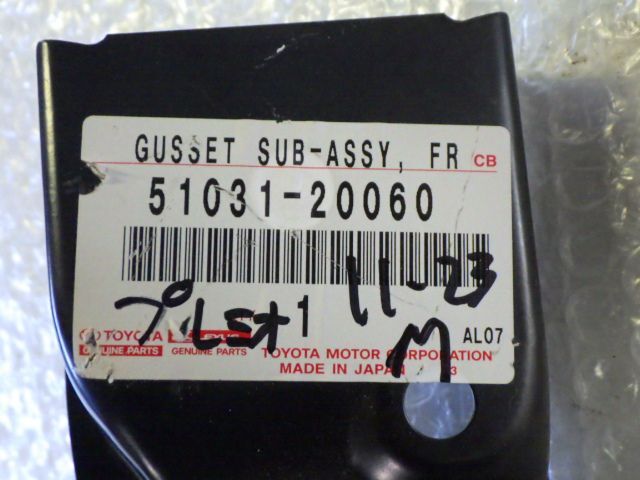 GUSSET SUB-ASSY, FR CB
51031-20060
11-23
プレミオ 1
M AL07
TOYOTA
GENUINE PARTS GENUINE PARTS TOYOTA MOTOR CORPORATION
MADE IN JAPAN 3